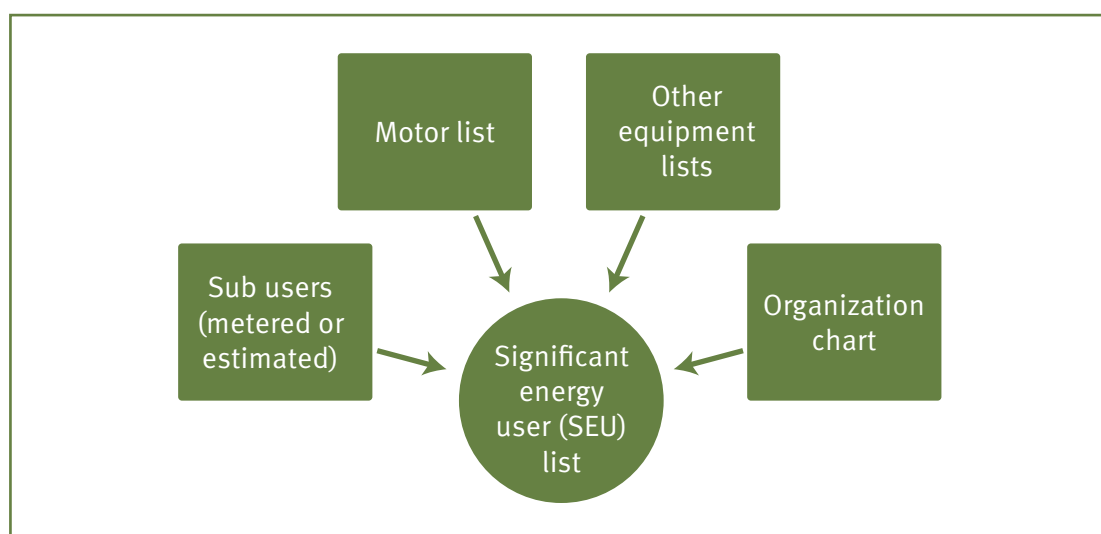 Motor list
Other
equipment
lists
Sub users
(metered or
estimated)
Organization
chart
Significant
energy
user (SEU)
list